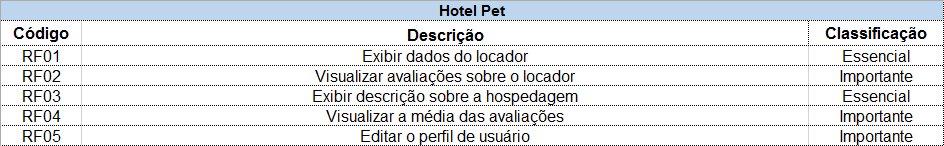 Hotel Pet
Código Descrição Classificação
RF01 Exibir dados do locador Essencial
RF02 Visualizar avaliações sobre o locador Importante
RF03 Exibir descrição sobre a hospedagem Essencial
RF04 Visualizar a média das avaliações Importante
RF05 Editar o perfil de usuário Importante